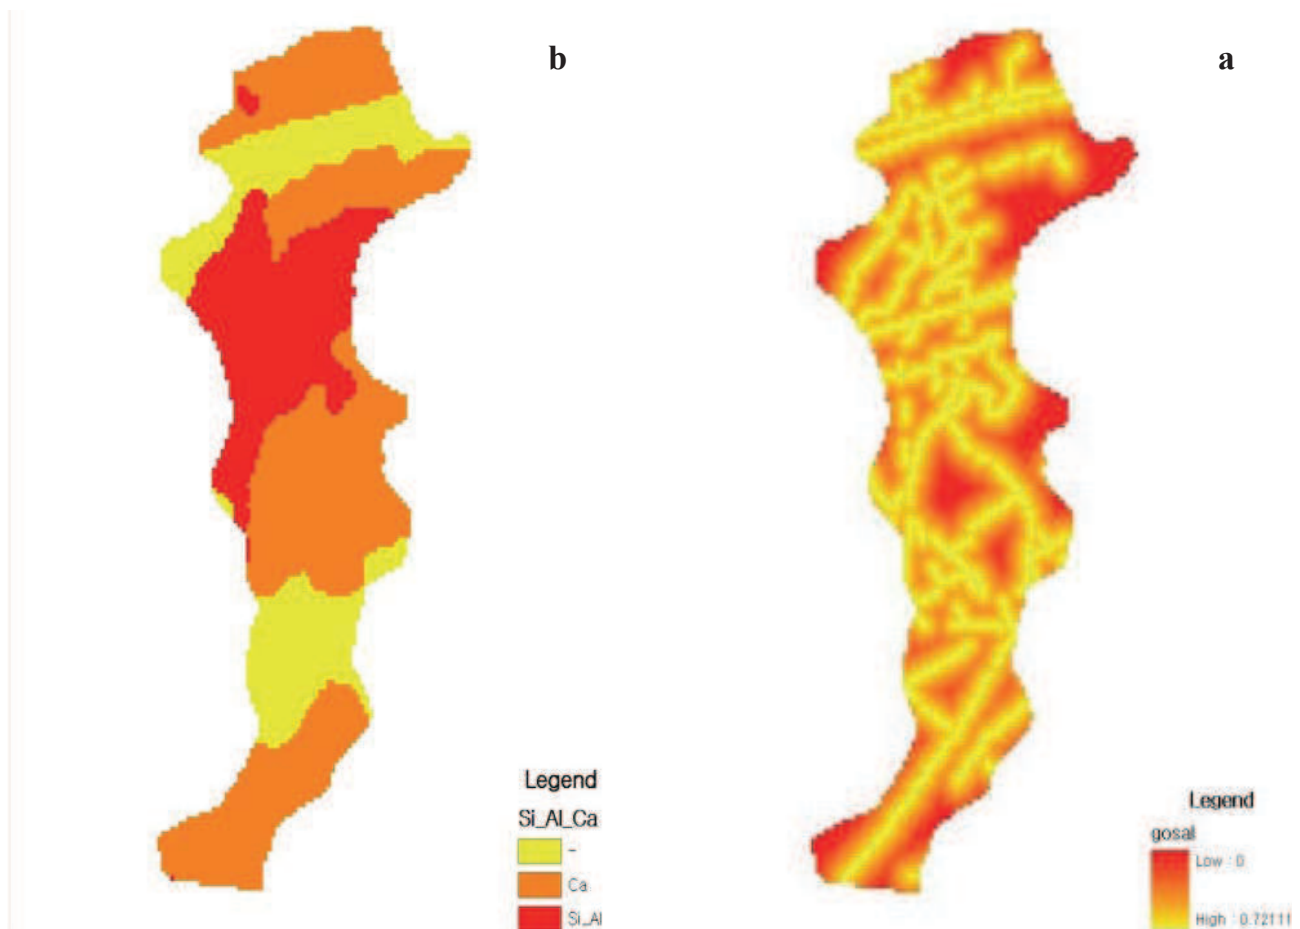 b
a
Legend
Si_Al_Ca
-
Ca
Si_Al
Legend
gosal
Low : 0
High : 0.72111